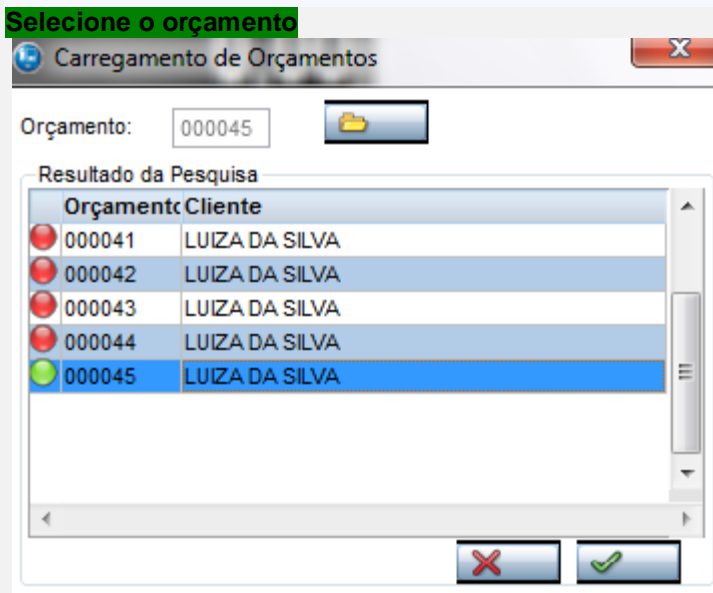 Selecione o orçamento
Carregamento de Orçamentos
Orçamento: 000045
Resultado da Pesquisa
Orçamento Cliente
000041 LUIZA DA SILVA
000042 LUIZA DA SILVA
000043 LUIZA DA SILVA
000044 LUIZA DA SILVA
000045 LUIZA DA SILVA